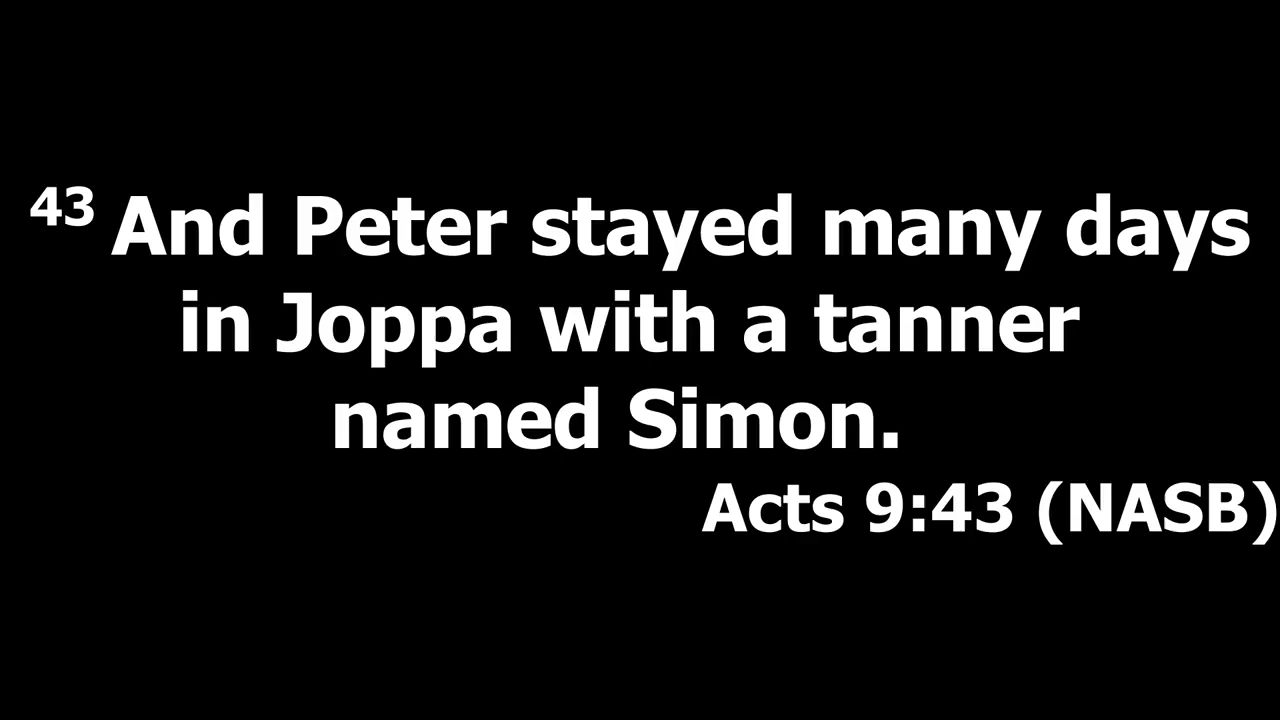 43 And Peter stayed many days
in Joppa with a tanner
named Simon.
Acts 9:43 (NASB)